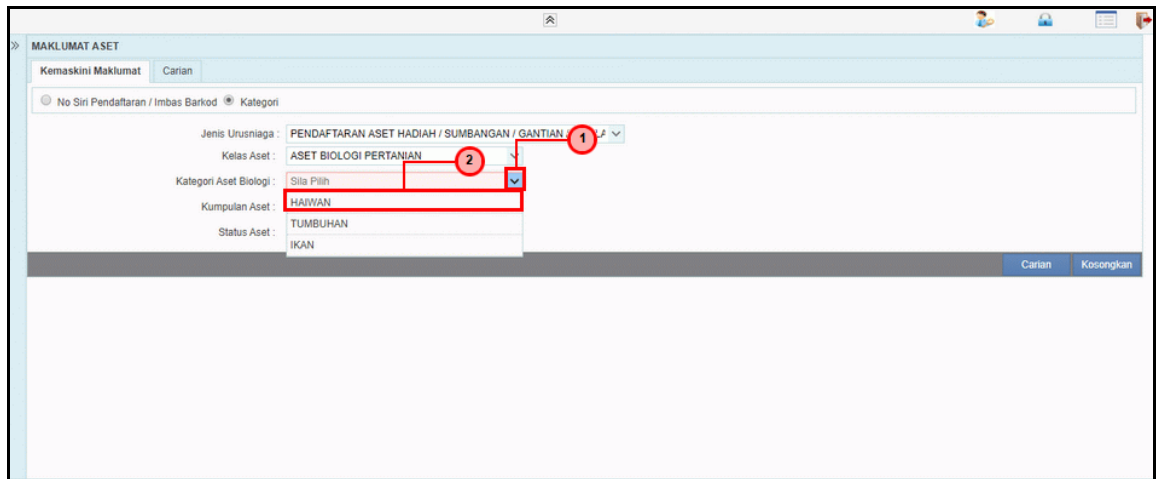 MAKLUMAT ASET
Kemaskini Maklumat Carian
No Siri Pendaftaran / Imbas Barkod Kategori
Jenis Urusniaga : PENDAFTARAN ASET HADIAH / SUMBANGAN / GANTIAN
1
Kelas Aset : ASET BIOLOGI PERTANIAN
2
Kategori Aset Biologi : Sila Pilih
Kumpulan Aset : HAIWAN
TUMBUHAN
Status Aset :
IKAN
Carian Kosongkan